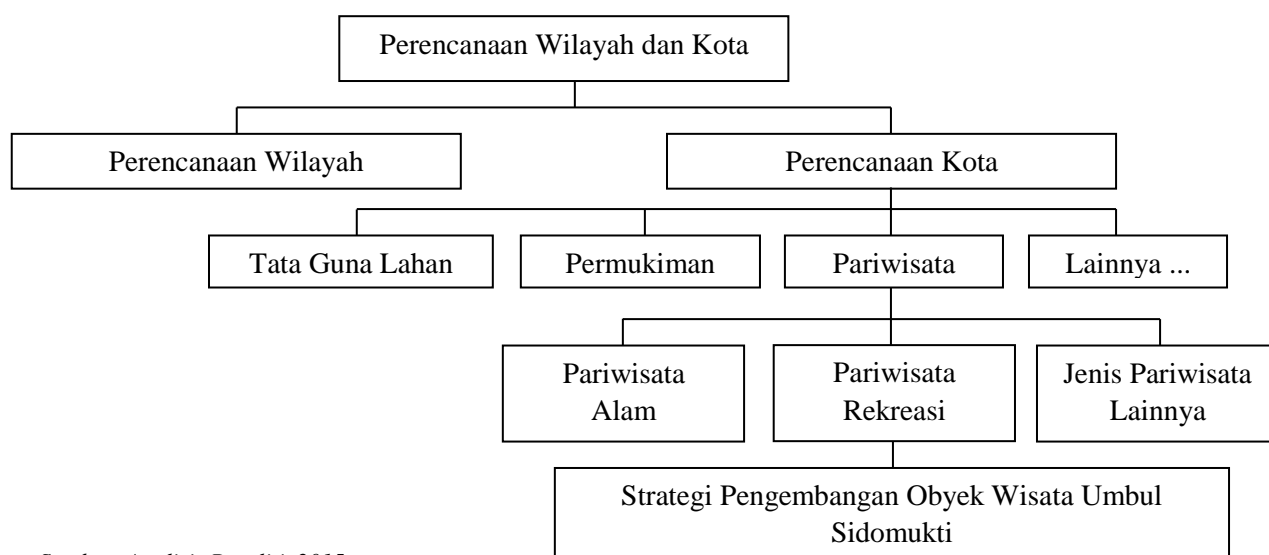 Perencanaan Wilayah dan Kota
Perencanaan Wilayah
Perencanaan Kota
Tata Guna Lahan
Permukiman
Pariwisata
Lainnya ...
Pariwisata
Alam
Pariwisata
Rekreasi
Jenis Pariwisata
Lainnya
Strategi Pengembangan Obyek Wisata Umbul
Sidomukti